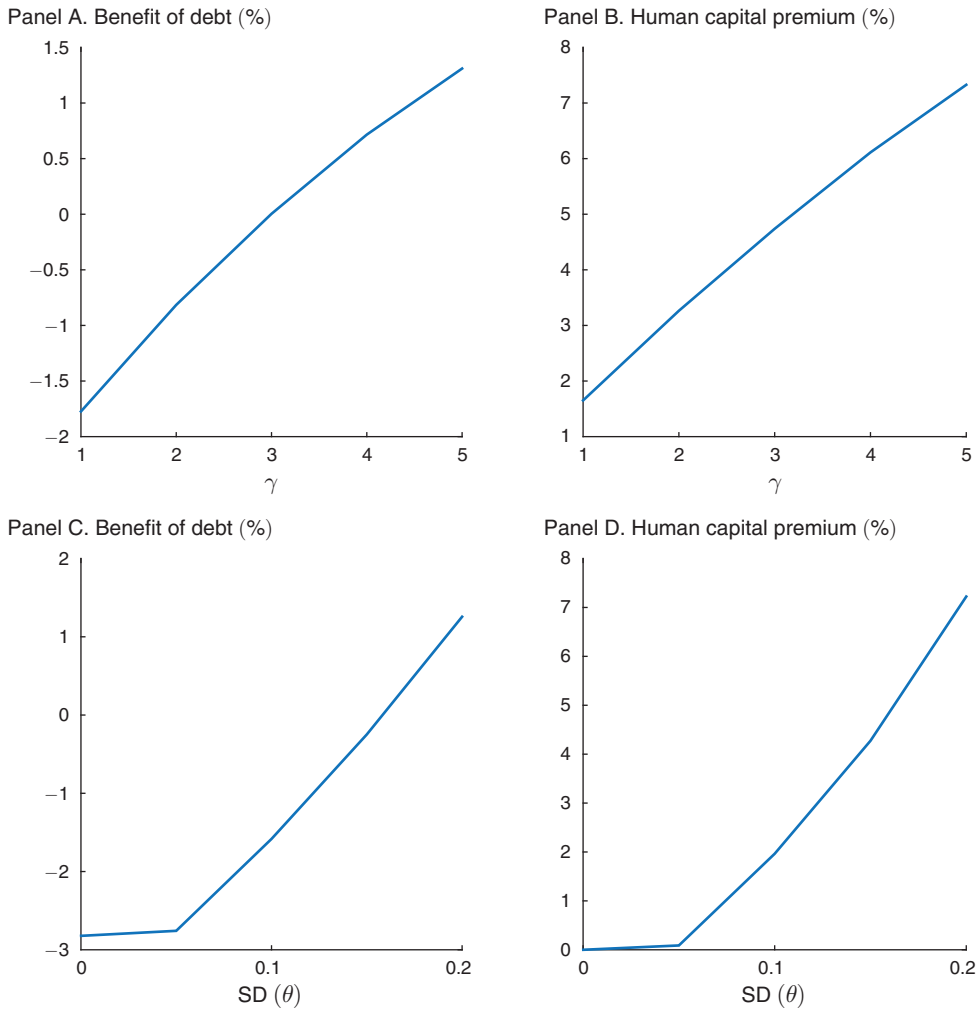 Panel A. Benefit of debt (%)
1.5
1
0.5
0
−0.5
−1
−1.5
−2
1 2 3 4 5
γ
Panel B. Human capital premium (%)
8
7
6
5
4
3
2
1
1 2 3 4 5
γ
Panel C. Benefit of debt (%)
2
1
0
−1
−2
−3
0 0.1 0.2
SD (θ)
Panel D. Human capital premium (%)
8
7
6
5
4
3
2
1
0
0 0.1 0.2
SD (θ)